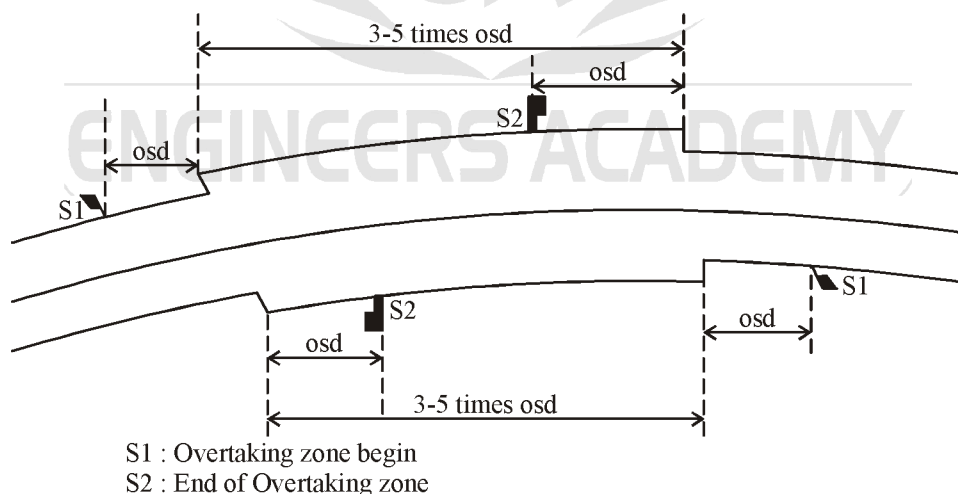 3-5 times osd
osd
S2
ENGINEERS ACADEMY
osd
S1
S1
S2
osd
osd
3-5 times osd
S1 : Overtaking zone begin
S2 : End of Overtaking zone